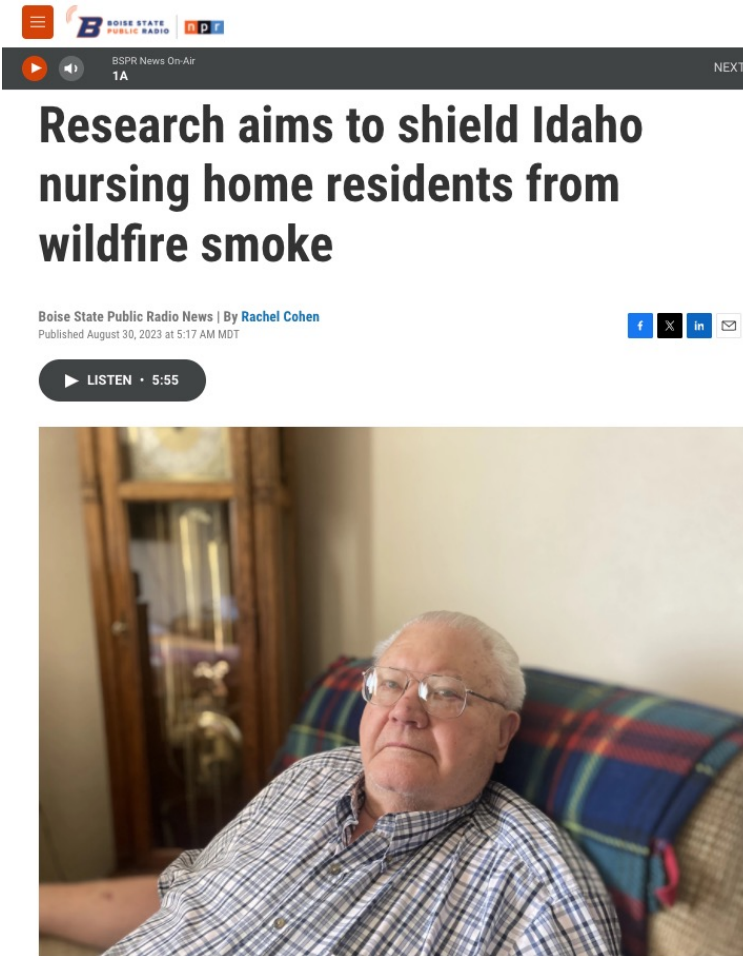 BOISE STATE
PUBLIC RADIO
npr
BSPR News On-Air
1A
NEXT
Research aims to shield Idaho
nursing home residents from
wildfire smoke
Boise State Public Radio News | By Rachel Cohen
Published August 30, 2023 at 5:17 AM MDT
LISTEN • 5:55